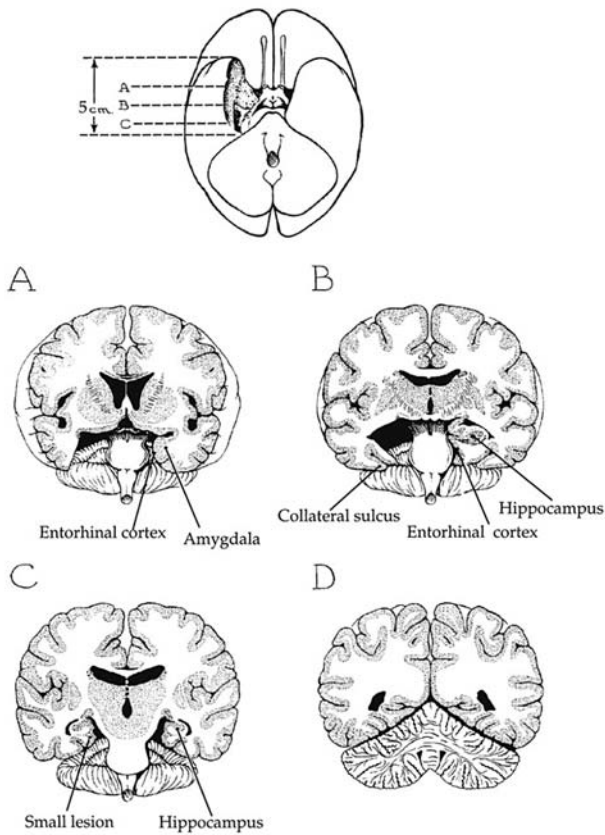 A
5cm.
B
C
A
B
Entorhinal cortex
Amygdala
Collateral sulcus
Hippocampus
Entorhinal cortex
C
D
Small lesion
Hippocampus